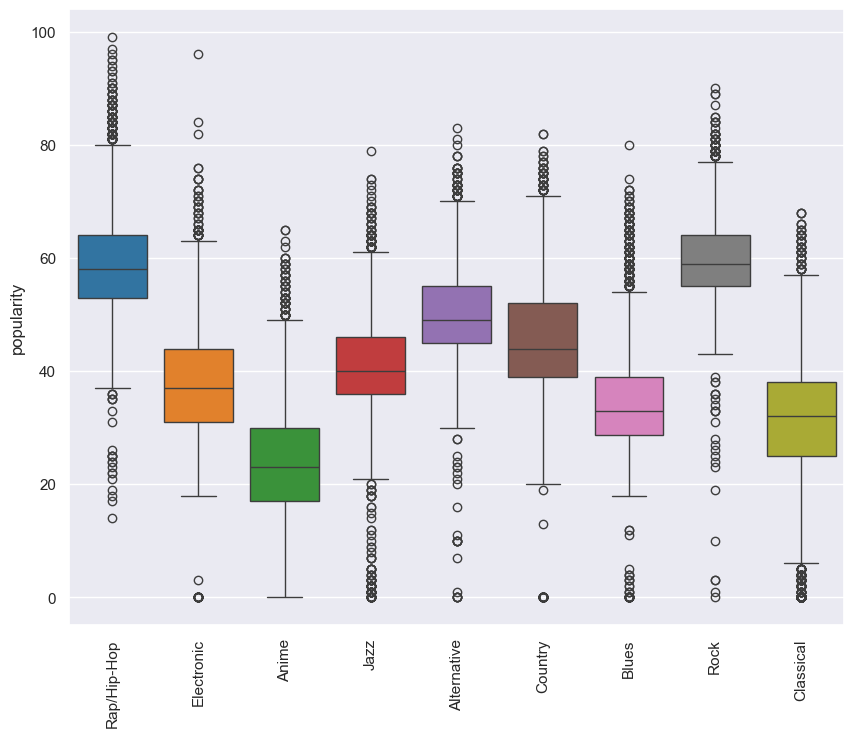 popularity
100
80
60
40
20
0
Rap/Hip-Hop
Electronic
Anime
Jazz
Alternative
Country
Blues
Rock
Classical